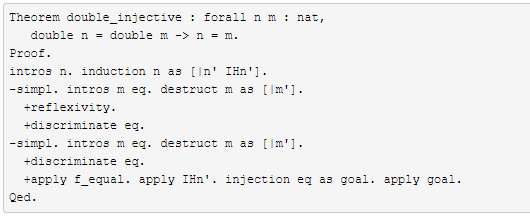 Theorem double_injective : forall n m : nat,
   double n = double m -> n = m.
Proof.
intros n. induction n as [|n' IHn'].
-simpl. intros m eq. destruct m as [|m'].
  +reflexivity.
  +discriminate eq.
-simpl. intros m eq. destruct m as [|m'].
  +discriminate eq.
  +apply f_equal. apply IHn'. injection eq as goal. apply goal.
Qed.